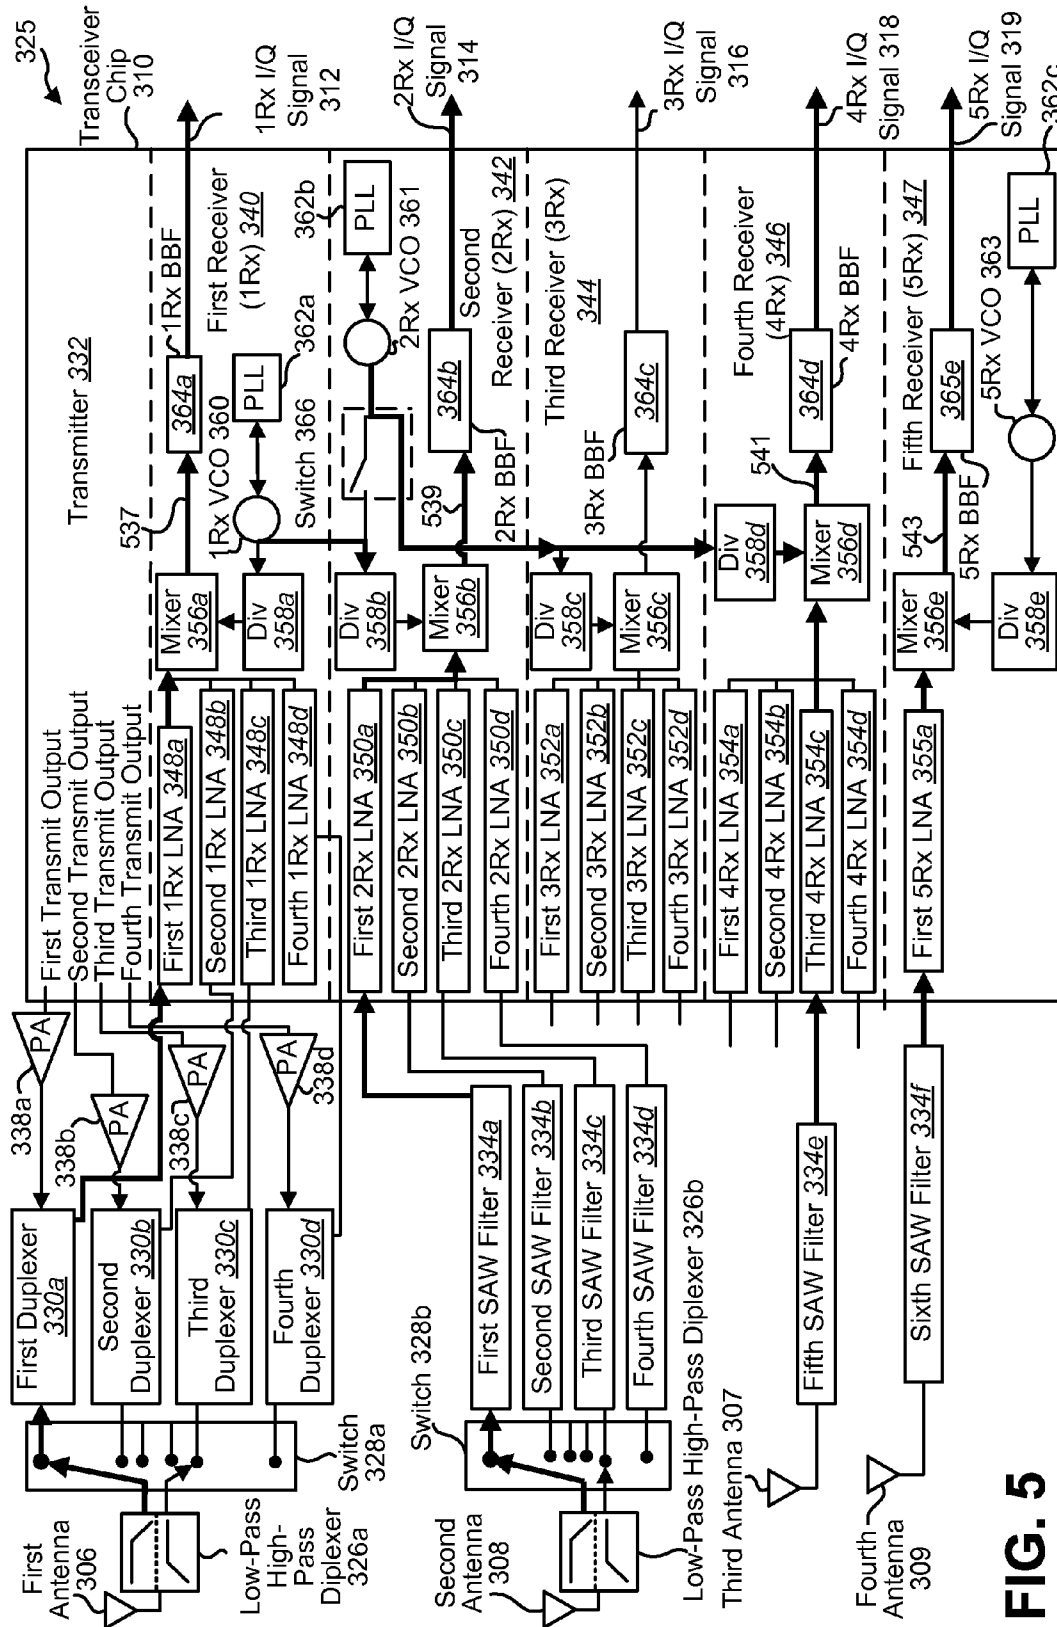 325
Transceiver
Chip
310
First Transmit Output
Second Transmit Output
Third Transmit Output
Fourth Transmit Output
Transmitter 332
First
Antenna
306
Low-Pass
High-
Pass
Diplexer
326a
Switch
328a
First Duplexer
330a
Second
Duplexer 330b
Third
Duplexer 330c
Fourth
Duplexer 330d
338a
PA
338b
PA
338c
PA
338d
PA
First 1Rx LNA 348a
Second 1Rx LNA 348b
Third 1Rx LNA 348c
Fourth 1Rx LNA 348d
Mixer
356a
Div
358a
537
364a
1Rx BBF
1Rx VCO 360
PLL
362a
First Receiver
(1Rx) 340
1Rx I/Q
Signal
312
Second
Antenna
308
Switch 328b
Low-Pass High-Pass Diplexer 326b
First SAW Filter 334a
Second SAW Filter 334b
Third SAW Filter 334c
Fourth SAW Filter 334d
First 2Rx LNA 350a
Second 2Rx LNA 350b
Third 2Rx LNA 350c
Fourth 2Rx LNA 350d
Div
358b
Mixer
356b
Switch 366
539
2Rx BBF
364b
2Rx VCO 361
PLL
362b
Second
Receiver (2Rx) 342
2Rx I/Q
Signal
314
First 3Rx LNA 352a
Second 3Rx LNA 352b
Third 3Rx LNA 352c
Fourth 3Rx LNA 352d
Div
358c
Mixer
356c
3Rx BBF
364c
Third Receiver (3Rx)
344
3Rx I/Q
Signal
316
Third Antenna 307
Fifth SAW Filter 334e
First 4Rx LNA 354a
Second 4Rx LNA 354b
Third 4Rx LNA 354c
Fourth 4Rx LNA 354d
Div
358d
Mixer
356d
541
364d
4Rx BBF
Fourth Receiver
(4Rx) 346
4Rx I/Q
Signal 318
Fourth
Antenna
309
Sixth SAW Filter 334f
First 5Rx LNA 355a
Mixer
356e
Div
358e
543
5Rx BBF
365e
Fifth Receiver (5Rx) 347
5Rx VCO 363
PLL
362c
5Rx I/Q
Signal 319
FIG. 5